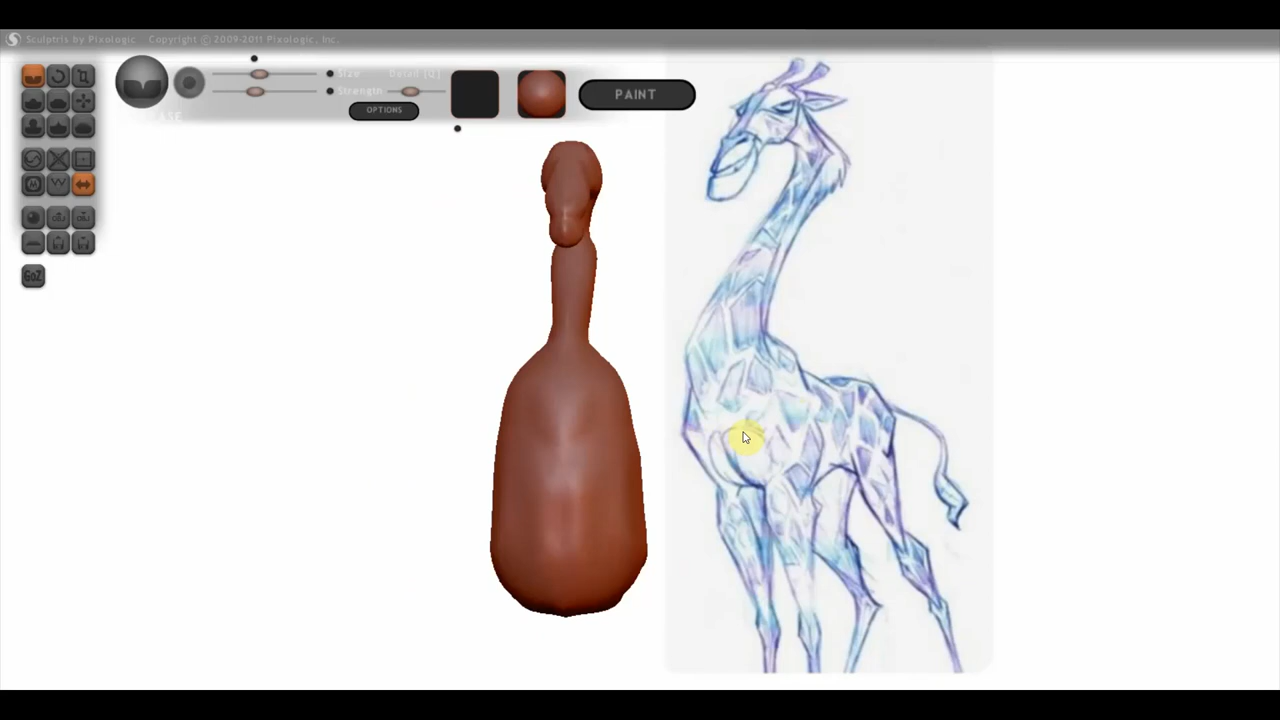 Sculptris by Pixologic   Copyright © 2009-2011 Pixologic, Inc.
Size Detail [Q]
Strength
OPTIONS
PAINT
GoZ